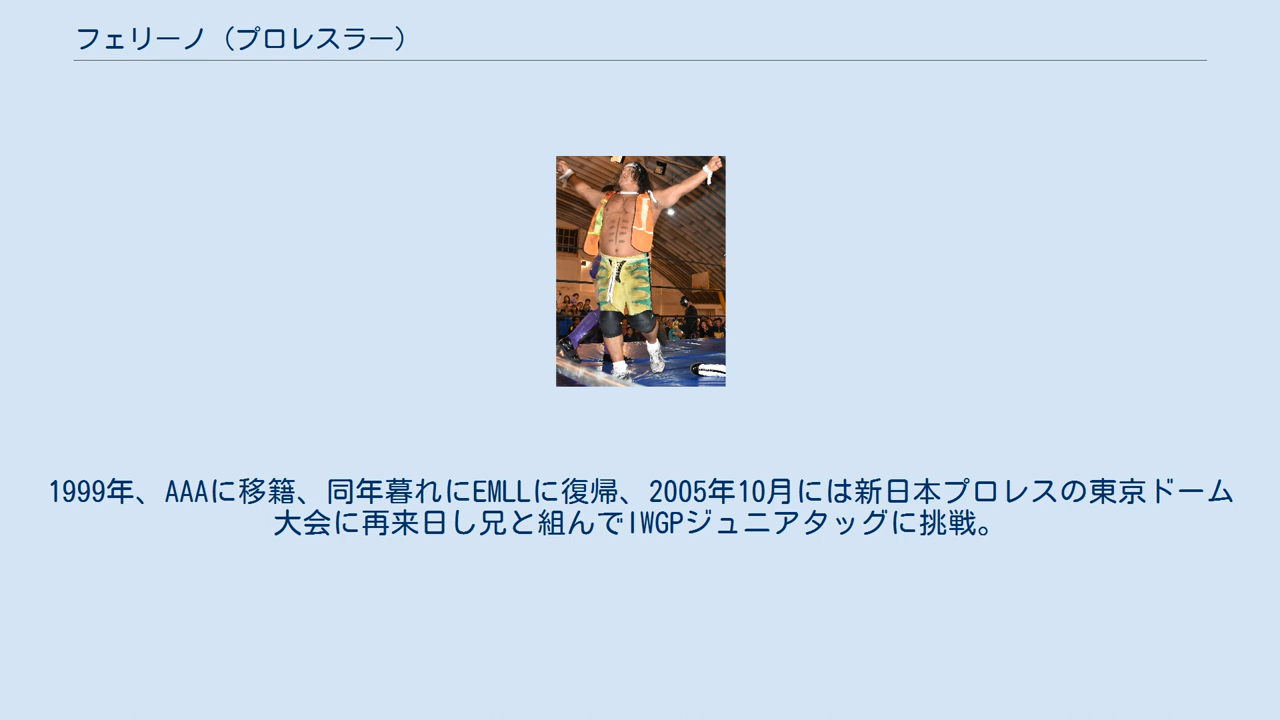 フェリーノ（プロレスラー）
1999年、AAAに移籍、同年暮れにEMLLに復帰、2005年10月には新日本プロレスの東京ドーム
大会に再来日し兄と組んでIWGPジュニアタッグに挑戦。